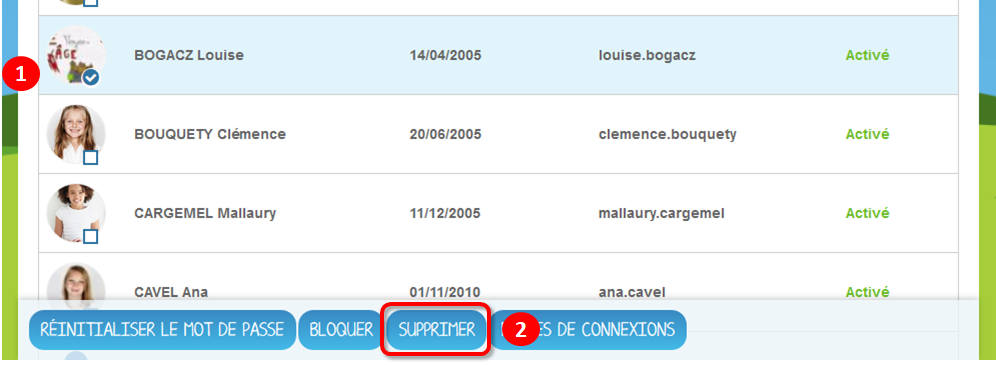 1
BOGACZ Louise 14/04/2005 louise.bogacz Activé
BOUQUETY Clémence 20/06/2005 clemence.bouquety Activé
CARGEMEL Mallaury 11/12/2005 mallaury.cargemel Activé
CAVEL Ana 01/11/2010 ana.cavel Activé
RÉINITIALISER LE MOT DE PASSE BLOQUER SUPPRIMER 2 DE CONNEXIONS